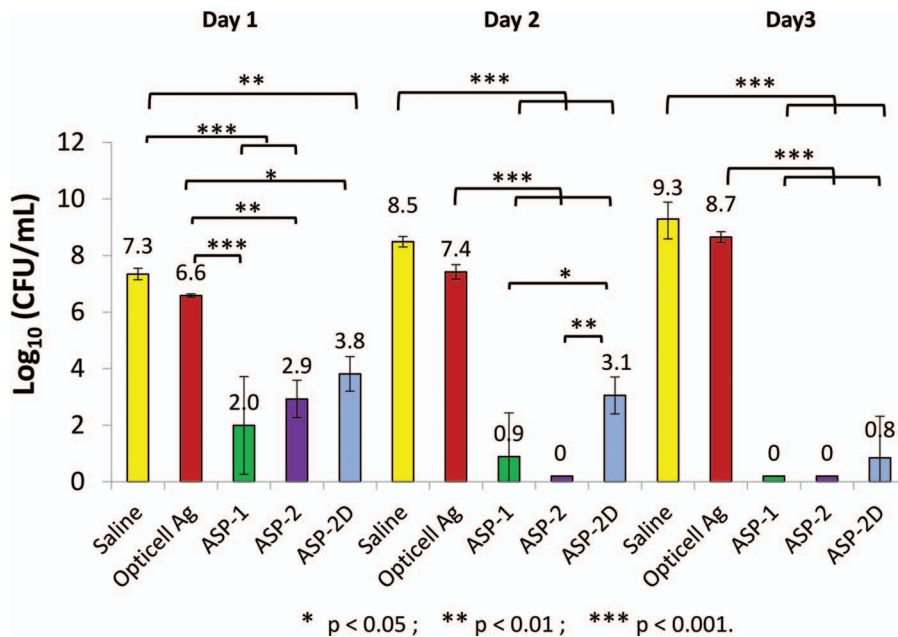 Day 1 Day 2 Day3
** *** ***
*** ***
* ***
**
***
*
**
Log10 (CFU/mL)
12
10
8
6
4
2
0
7.3 6.6 2.0 2.9 3.8 8.5 7.4 0.9 0 3.1 9.3 8.7 0 0 0.8
Saline Opticell Ag ASP-1 ASP-2 ASP-2D Saline Opticell Ag ASP-1 ASP-2 ASP-2D Saline Opticell Ag ASP-1 ASP-2 ASP-2D
* p < 0.05 ; ** p < 0.01 ; *** p < 0.001.